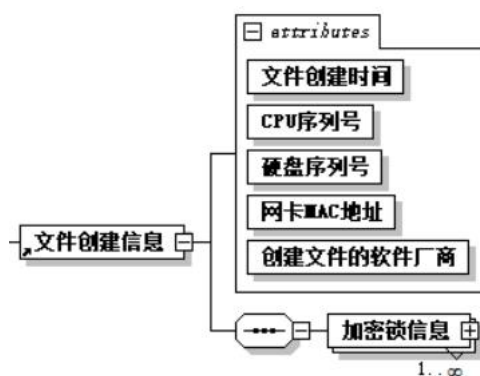 attributes
文件创建时间
CPU序列号
硬盘序列号
网卡MAC地址
文件创建信息
创建文件的软件厂商
加密锁信息
1..∞